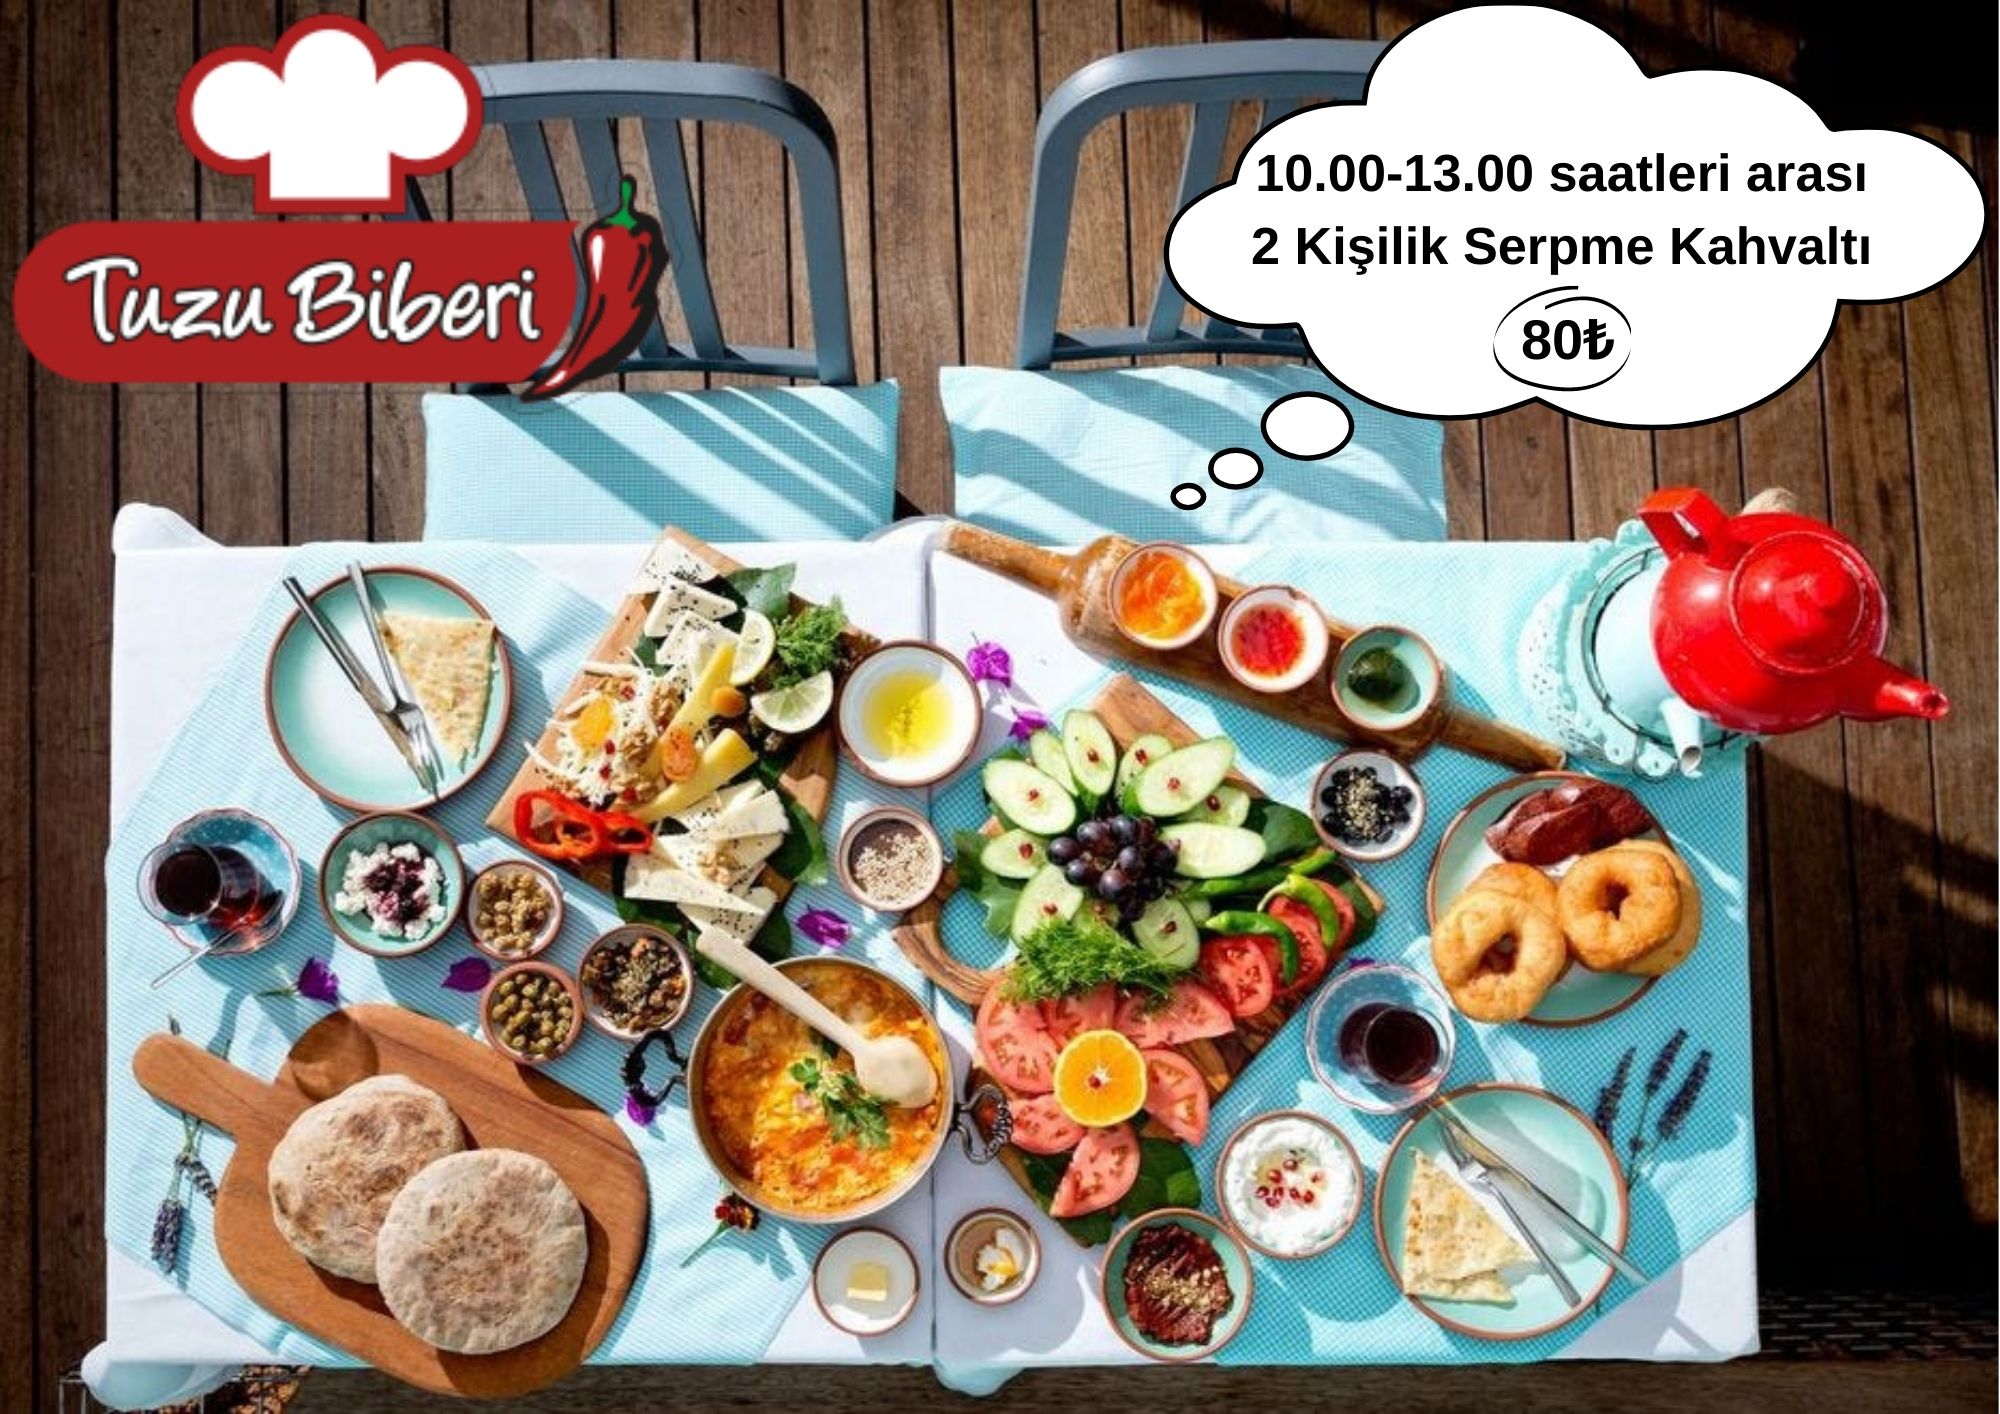 Tuzu Biberi
10.00-13.00 saatleri arası
2 Kişilik Serpme Kahvaltı
80₺